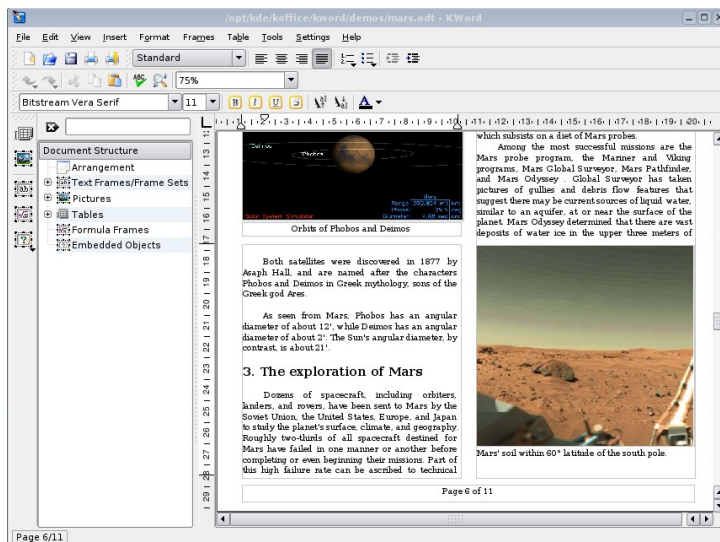 /opt/kde/koffice/kword/demos/mars.odt - KWord
File Edit View Insert Format Frames Table Tools Settings Help
Standard
75%
Bitstream Vera Serif 11 B I U S
Document Structure
Arrangement
Text Frames/Frame Sets
Pictures
Tables
Formula Frames
Embedded Objects
Deimos
Phobos
Mars
Solar System Simulator
Orbits of Phobos and Deimos
Both satellites were discovered in 1877 by
Asaph Hall, and are named after the characters
Phobos and Deimos in Greek mythology, sons of the
Greek god Ares.
As seen from Mars, Phobos has an angular
diameter of about 12', while Deimos has an angular
diameter of about 2'. The Sun's angular diameter, by
contrast, is about 21'.
3. The exploration of Mars
Dozens of spacecraft, including orbiters,
landers, and rovers, have been sent to Mars by the
Soviet Union, the United States, Europe, and Japan
to study the planet's surface, climate, and geography.
Roughly two-thirds of all spacecraft destined for
Mars have failed in one manner or another before
completing or even beginning their missions. Part of
this high failure rate can be ascribed to technical
which subsists on a diet of Mars probes.
Among the most successful missions are the
Mars probe program, the Mariner and Viking
programs, Mars Global Surveyor, Mars Pathfinder,
and Mars Odyssey . Global Surveyor has taken
pictures of gullies and debris flow features that
suggest there may be current sources of liquid water,
similar to an aquifer, at or near the surface of the
planet. Mars Odyssey determined that there are vast
deposits of water ice in the upper three meters of
Mars' soil within 60° latitude of the south pole.
Page 6 of 11
Page 6/11